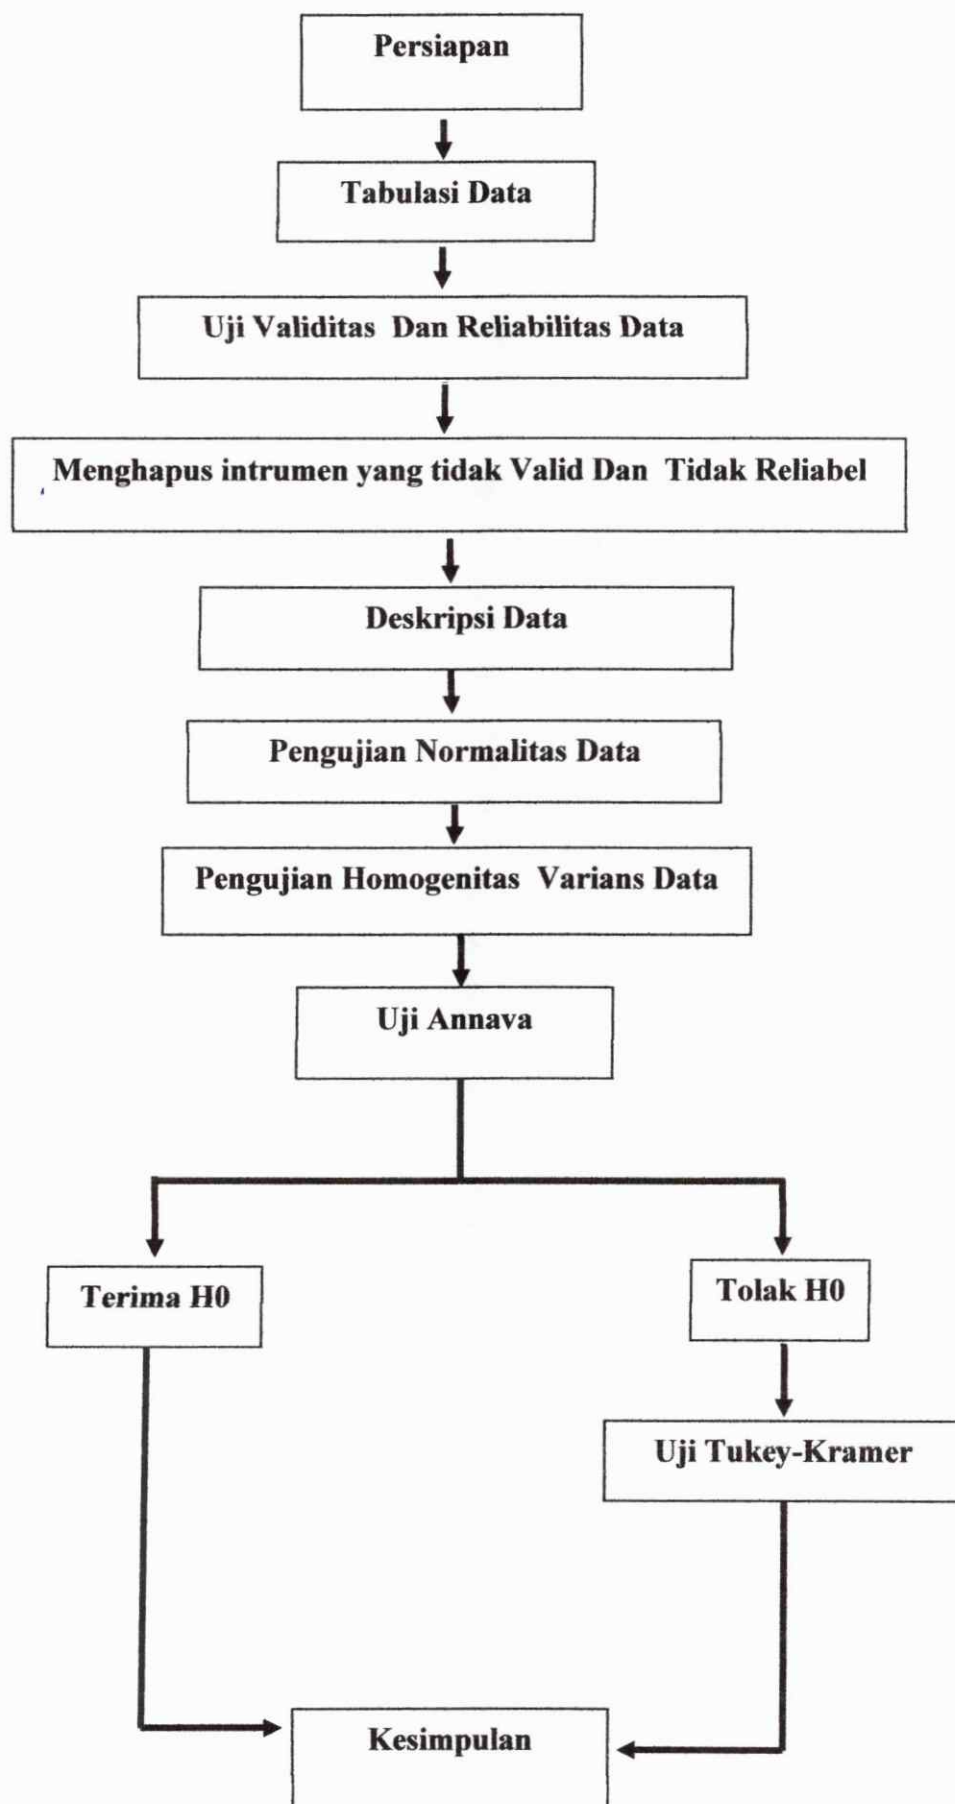 Persiapan
Tabulasi Data
Uji Validitas Dan Reliabilitas Data
Menghapus intrumen yang tidak Valid Dan Tidak Reliabel
Deskripsi Data
Pengujian Normalitas Data
Pengujian Homogenitas Varians Data
Uji Annava
Terima H0
Tolak H0
Uji Tukey-Kramer
Kesimpulan